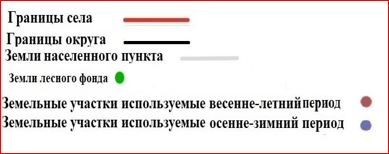 Границы села
Границы округа
Земли населенного пункта
Земли лесного фонда
Земельные участки используемые весенне-летний период
Земельные участки используемые осенне-зимний период